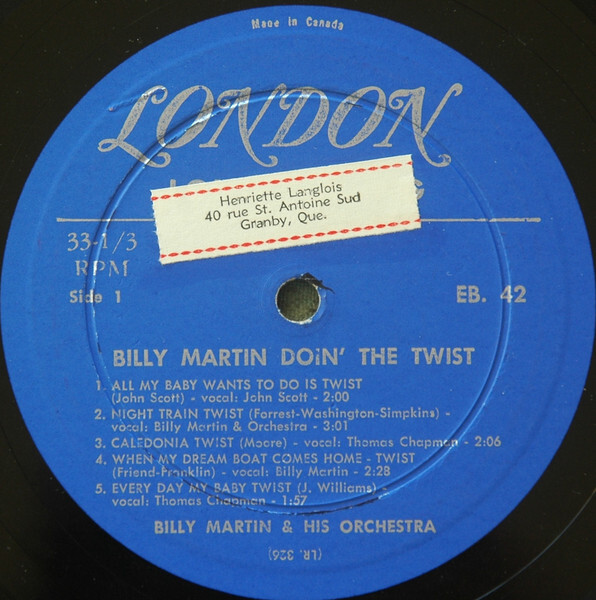 Made in Canada
LONDON
Henriette Langlois
40 rue St. Antoine Sud
Granby, Que.
33-1/3
RPM
Side 1
EB. 42
BILLY MARTIN DOiN' THE TWIST
1. ALL MY BABY WANTS TO DO IS TWIST
(John Scott) - vocal: John Scott - 2:00
2. NIGHT TRAIN TWIST (Forrest-Washington-Simpkins) -
vocal: Billy Martin & Orchestra - 3:01
3. CALEDONIA TWIST (Moore) - vocal: Thomas Chapman - 2:06
4. WHEN MY DREAM BOAT COMES HOME - TWIST
(Friend-Franklin) - vocal: Billy Martin - 2:28
5. EVERY DAY MY BABY TWIST (J. Williams) -
vocal: Thomas Chapman - 1:57
BILLY MARTIN & HIS ORCHESTRA
(LR. 326)